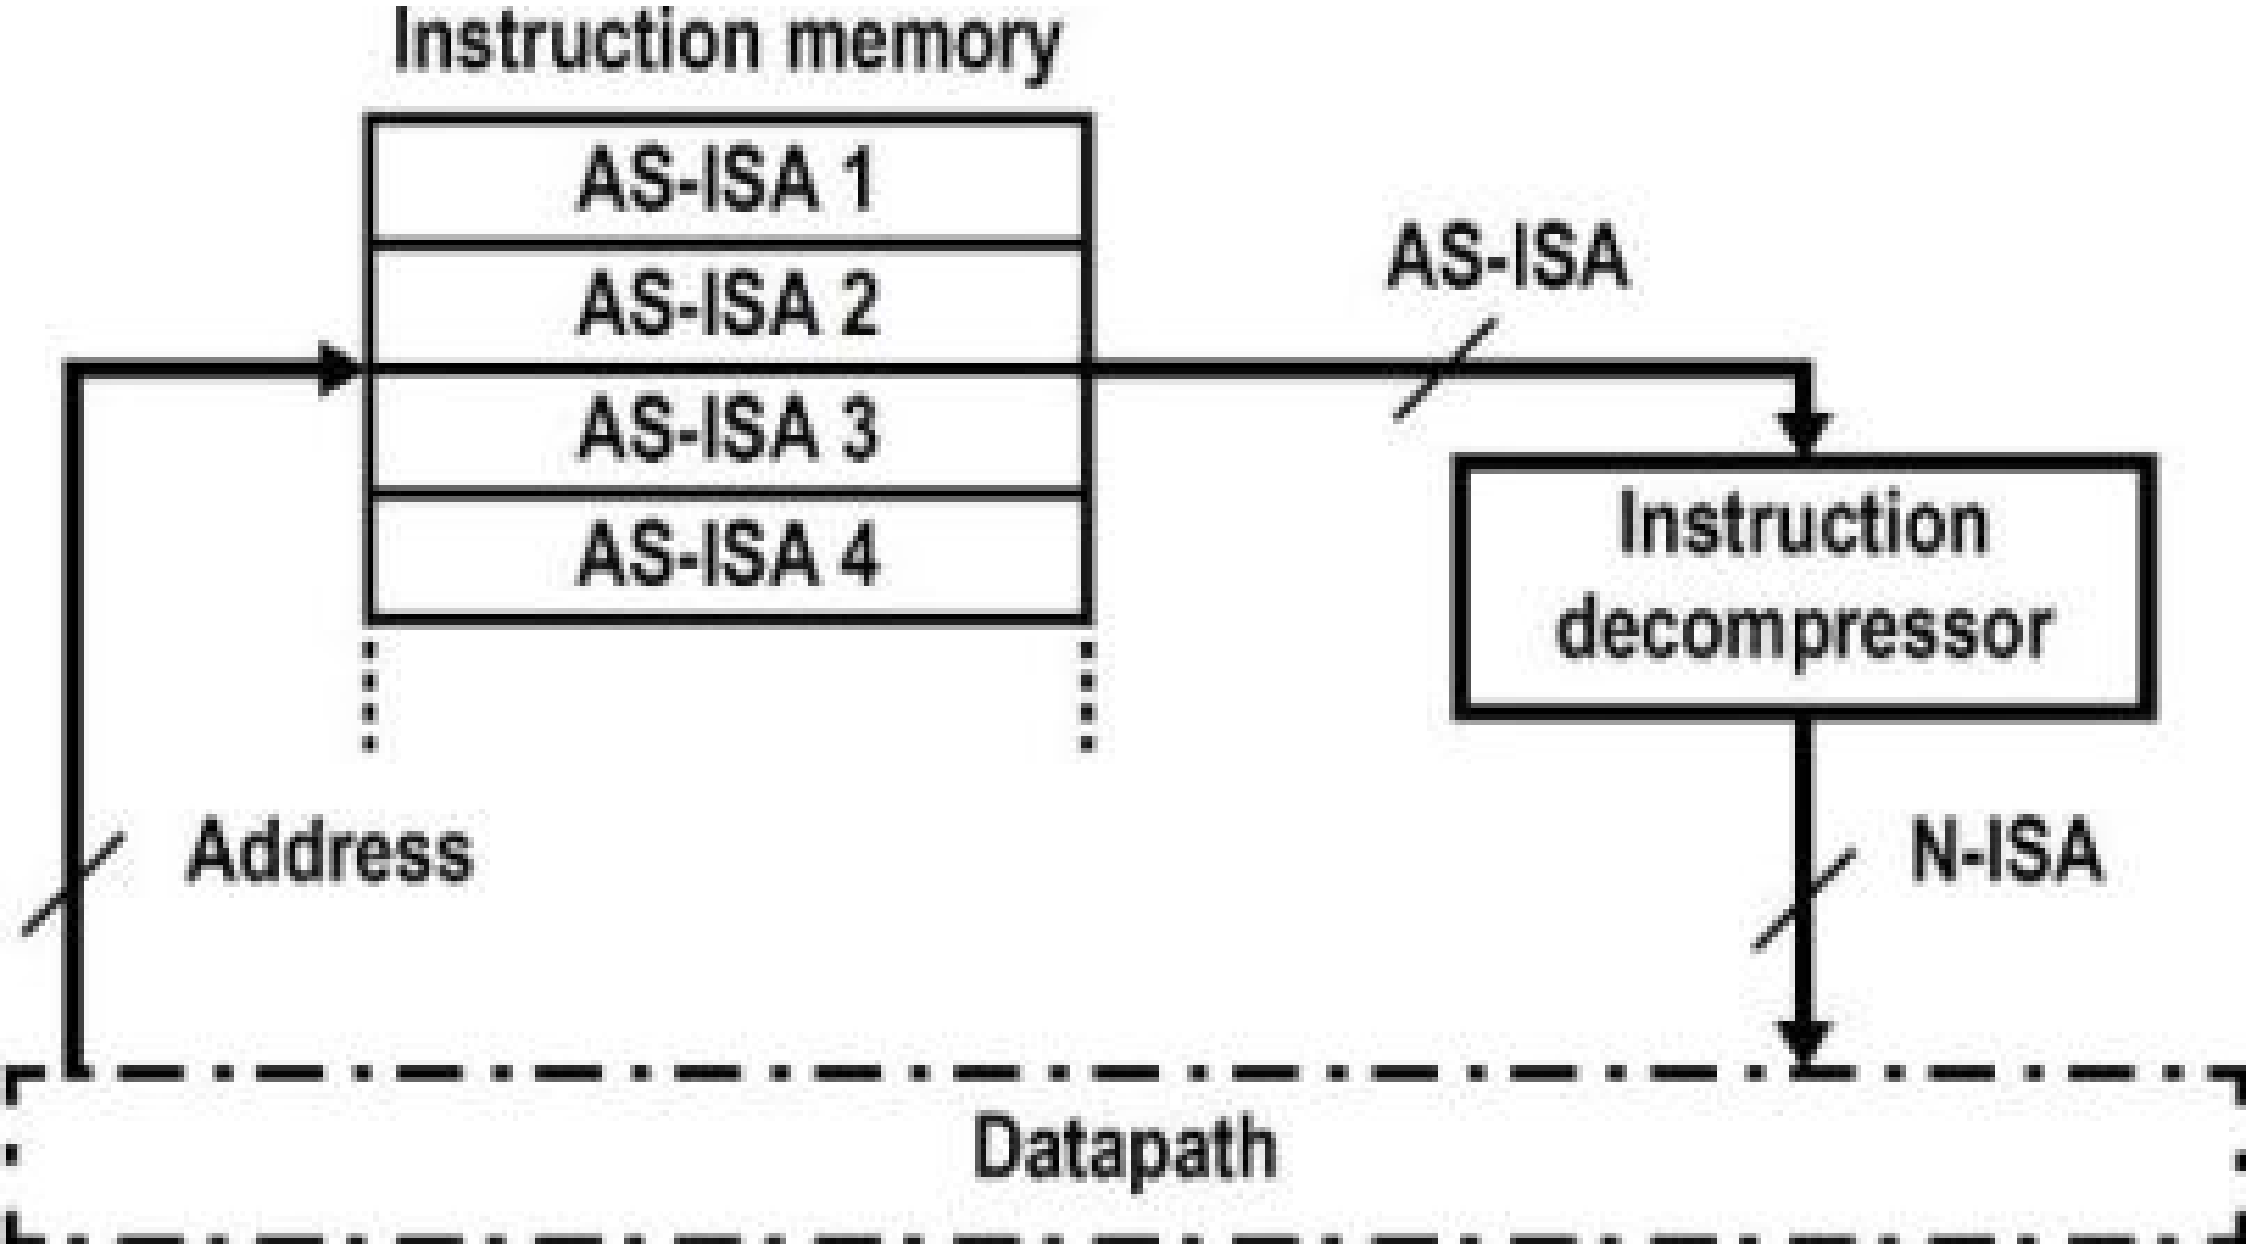 Instruction memory
AS-ISA 1
AS-ISA 2
AS-ISA 3
AS-ISA 4
AS-ISA
Instruction
decompressor
Address
N-ISA
Datapath